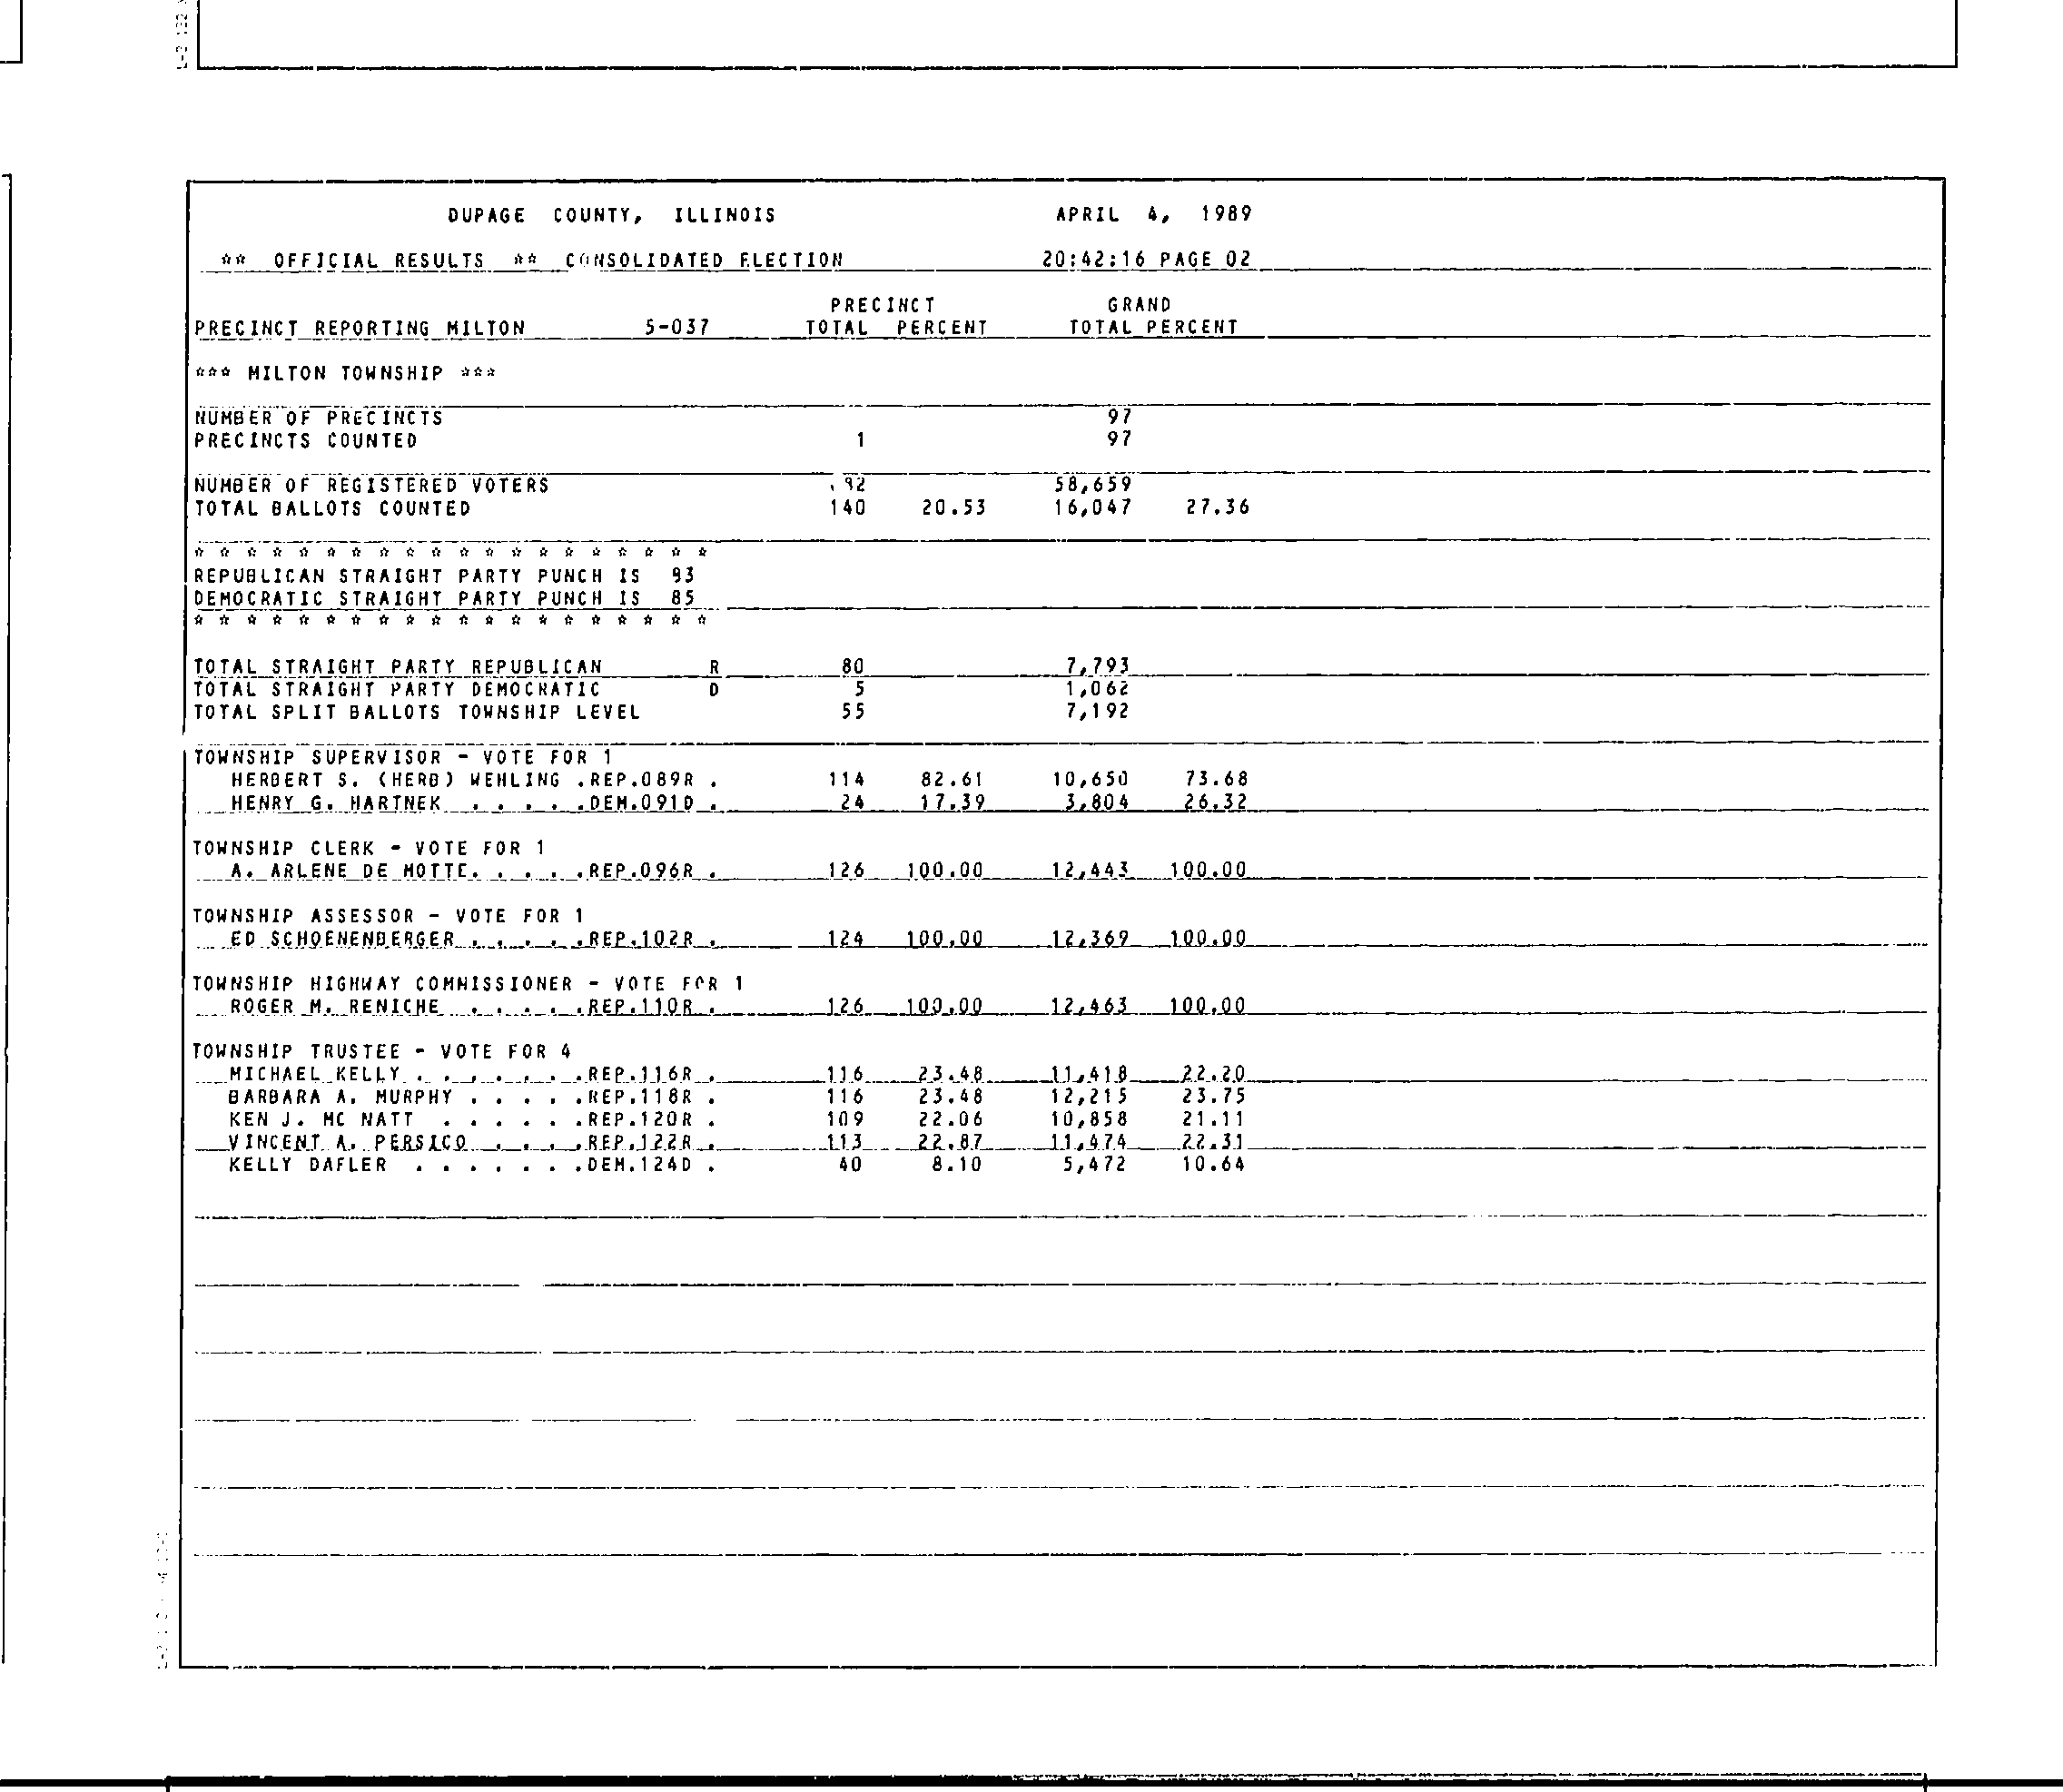 DUPAGE COUNTY, ILLINOIS APRIL 4, 1989
** OFFICIAL RESULTS ** CONSOLIDATED ELECTION 20:42:16 PAGE 02
PRECINCT GRAND
PRECINCT REPORTING MILTON 5-037 TOTAL PERCENT TOTAL PERCENT
*** MILTON TOWNSHIP ***
NUMBER OF PRECINCTS 97
PRECINCTS COUNTED 1 97
NUMBER OF REGISTERED VOTERS 58,659
TOTAL BALLOTS COUNTED 140 20.53 16,047 27.36
* * * * * * * * * * * * * * * * * * * *
REPUBLICAN STRAIGHT PARTY PUNCH IS 83
DEMOCRATIC STRAIGHT PARTY PUNCH IS 85
* * * * * * * * * * * * * * * * * * * *
TOTAL STRAIGHT PARTY REPUBLICAN R 80 7,793
TOTAL STRAIGHT PARTY DEMOCRATIC D 5 1,062
TOTAL SPLIT BALLOTS TOWNSHIP LEVEL 55 7,192
TOWNSHIP SUPERVISOR - VOTE FOR 1
HERBERT S. (HERB) WEHLING .REP.089R . 114 82.61 10,650 73.68
HENRY G. HARTNEK . . . . .DEM.091D . 24 17.39 3,804 26.32
TOWNSHIP CLERK - VOTE FOR 1
A. ARLENE DE MOTTE. . . . .REP.096R . 126 100.00 12,443 100.00
TOWNSHIP ASSESSOR - VOTE FOR 1
ED SCHOENENBERGER . . . . .REP.102R . 124 100.00 12,369 100.00
TOWNSHIP HIGHWAY COMMISSIONER - VOTE FOR 1
ROGER M. RENICHE . . . . .REP.110R . 126 100.00 12,463 100.00
TOWNSHIP TRUSTEE - VOTE FOR 4
MICHAEL KELLY . . . . . . .REP.116R . 116 23.48 11,418 22.20
BARBARA A. MURPHY . . . . .REP.118R . 116 23.48 12,215 23.75
KEN J. MC NATT . . . . . .REP.120R . 109 22.06 10,858 21.11
VINCENT A. PERSICO . . . .REP.122R . 113 22.87 11,474 22.31
KELLY DAFLER . . . . . . .DEM.124D . 40 8.10 5,472 10.64